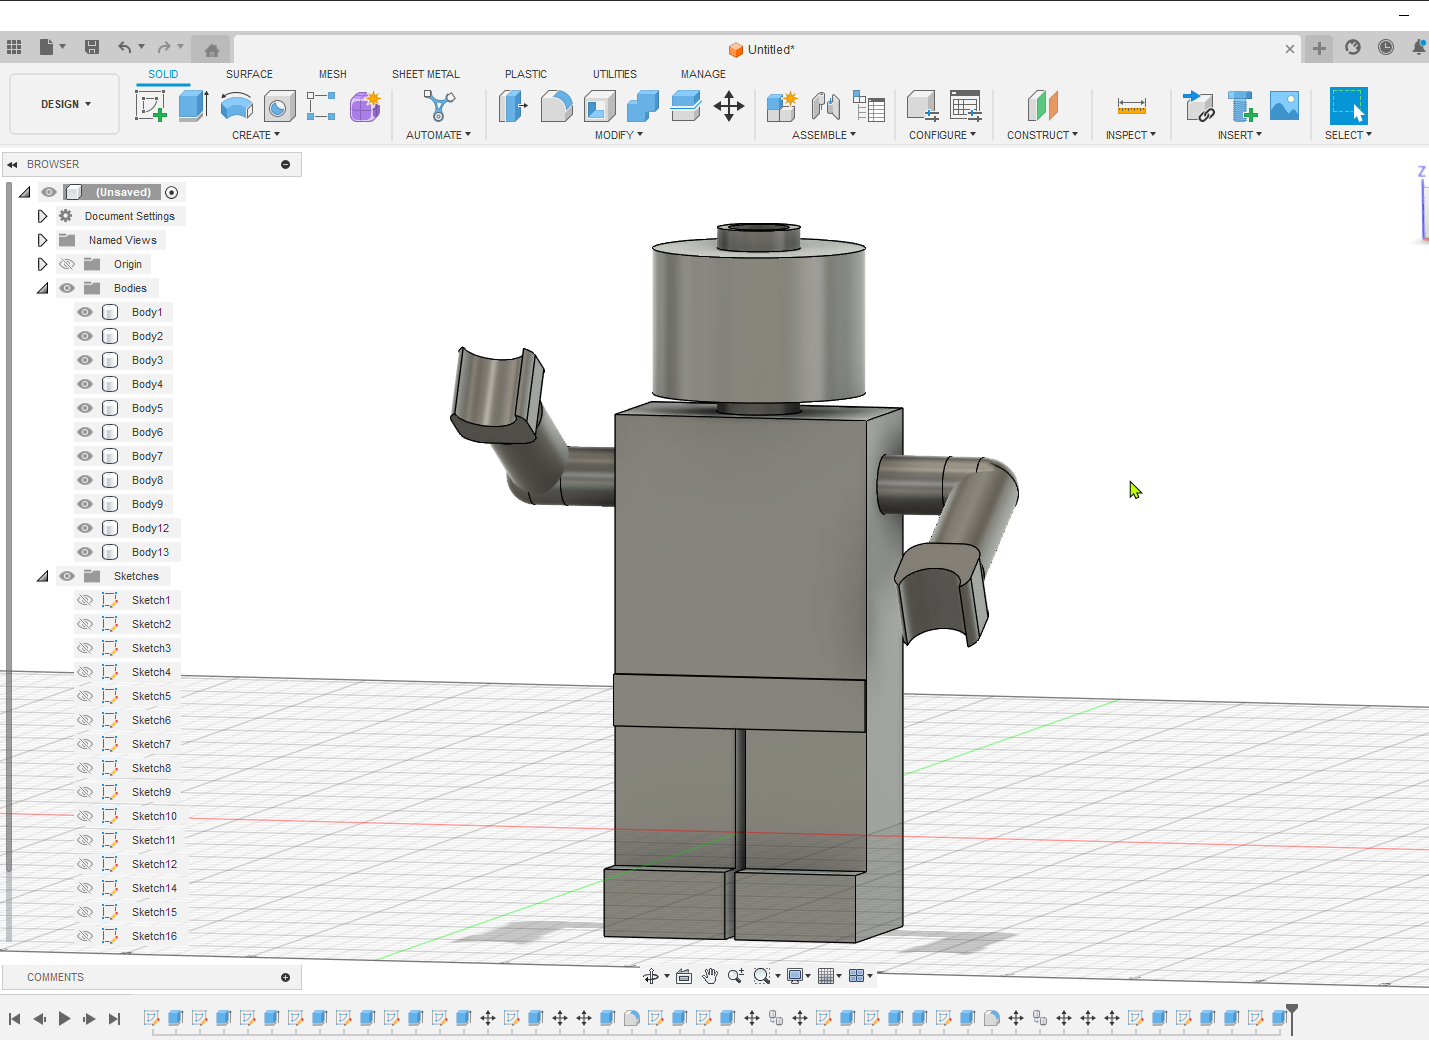 Untitled*
SOLID SURFACE MESH SHEET METAL PLASTIC UTILITIES MANAGE
DESIGN
CREATE AUTOMATE MODIFY ASSEMBLE CONFIGURE CONSTRUCT INSPECT INSERT SELECT
BROWSER
(Unsaved)
Document Settings
Named Views
Origin
Bodies
Body1
Body2
Body3
Body4
Body5
Body6
Body7
Body8
Body9
Body12
Body13
Sketches
Sketch1
Sketch2
Sketch3
Sketch4
Sketch5
Sketch6
Sketch7
Sketch8
Sketch9
Sketch10
Sketch11
Sketch12
Sketch14
Sketch15
Sketch16
Z
COMMENTS